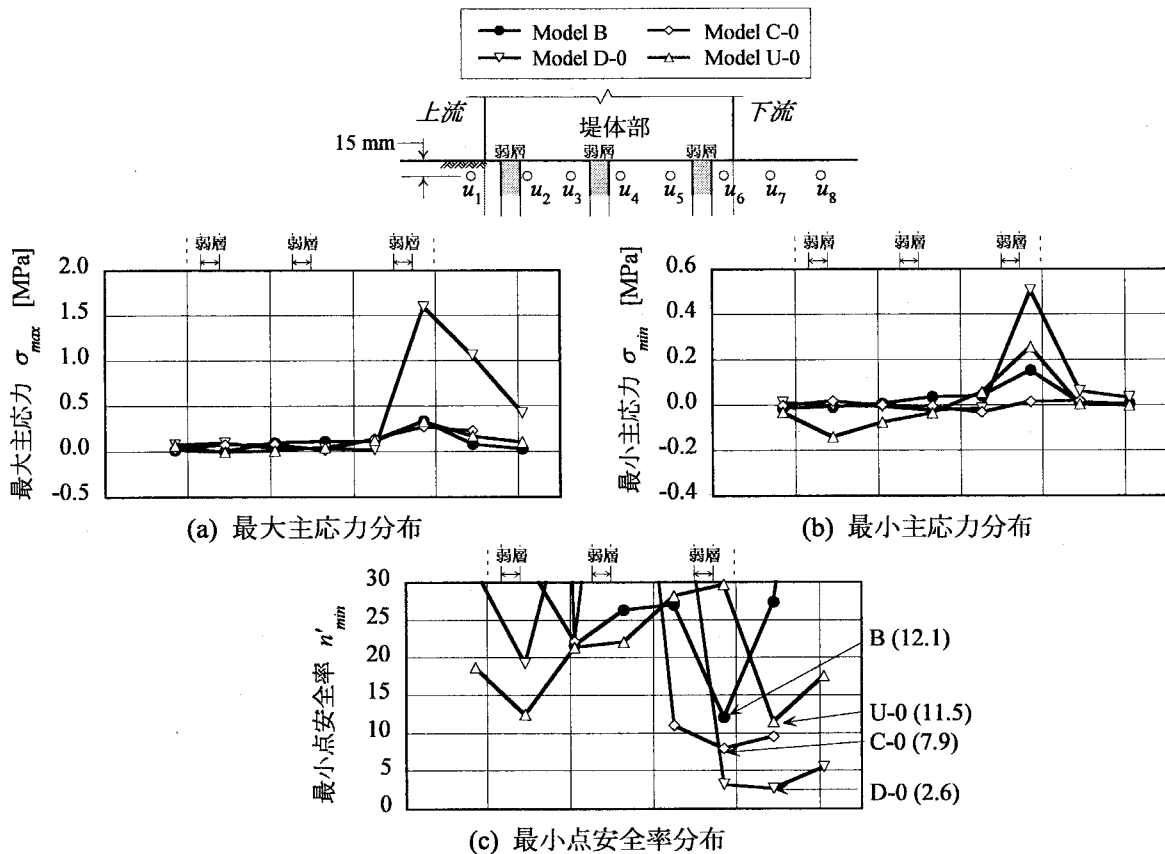 Model B
Model C-0
Model D-0
Model U-0
上流
堤体部
下流
15 mm
弱層
弱層
弱層
u1
u2
u3
u4
u5
u6
u7
u8
弱層
弱層
弱層
最大主応力 σmax [MPa]
2.0
1.5
1.0
0.5
0.0
-0.5
(a) 最大主応力分布
弱層
弱層
弱層
最小主応力 σmin [MPa]
0.6
0.4
0.2
0.0
-0.2
-0.4
(b) 最小主応力分布
弱層
弱層
弱層
最小点安全率 n'min
30
25
20
15
10
5
0
B (12.1)
U-0 (11.5)
C-0 (7.9)
D-0 (2.6)
(c) 最小点安全率分布